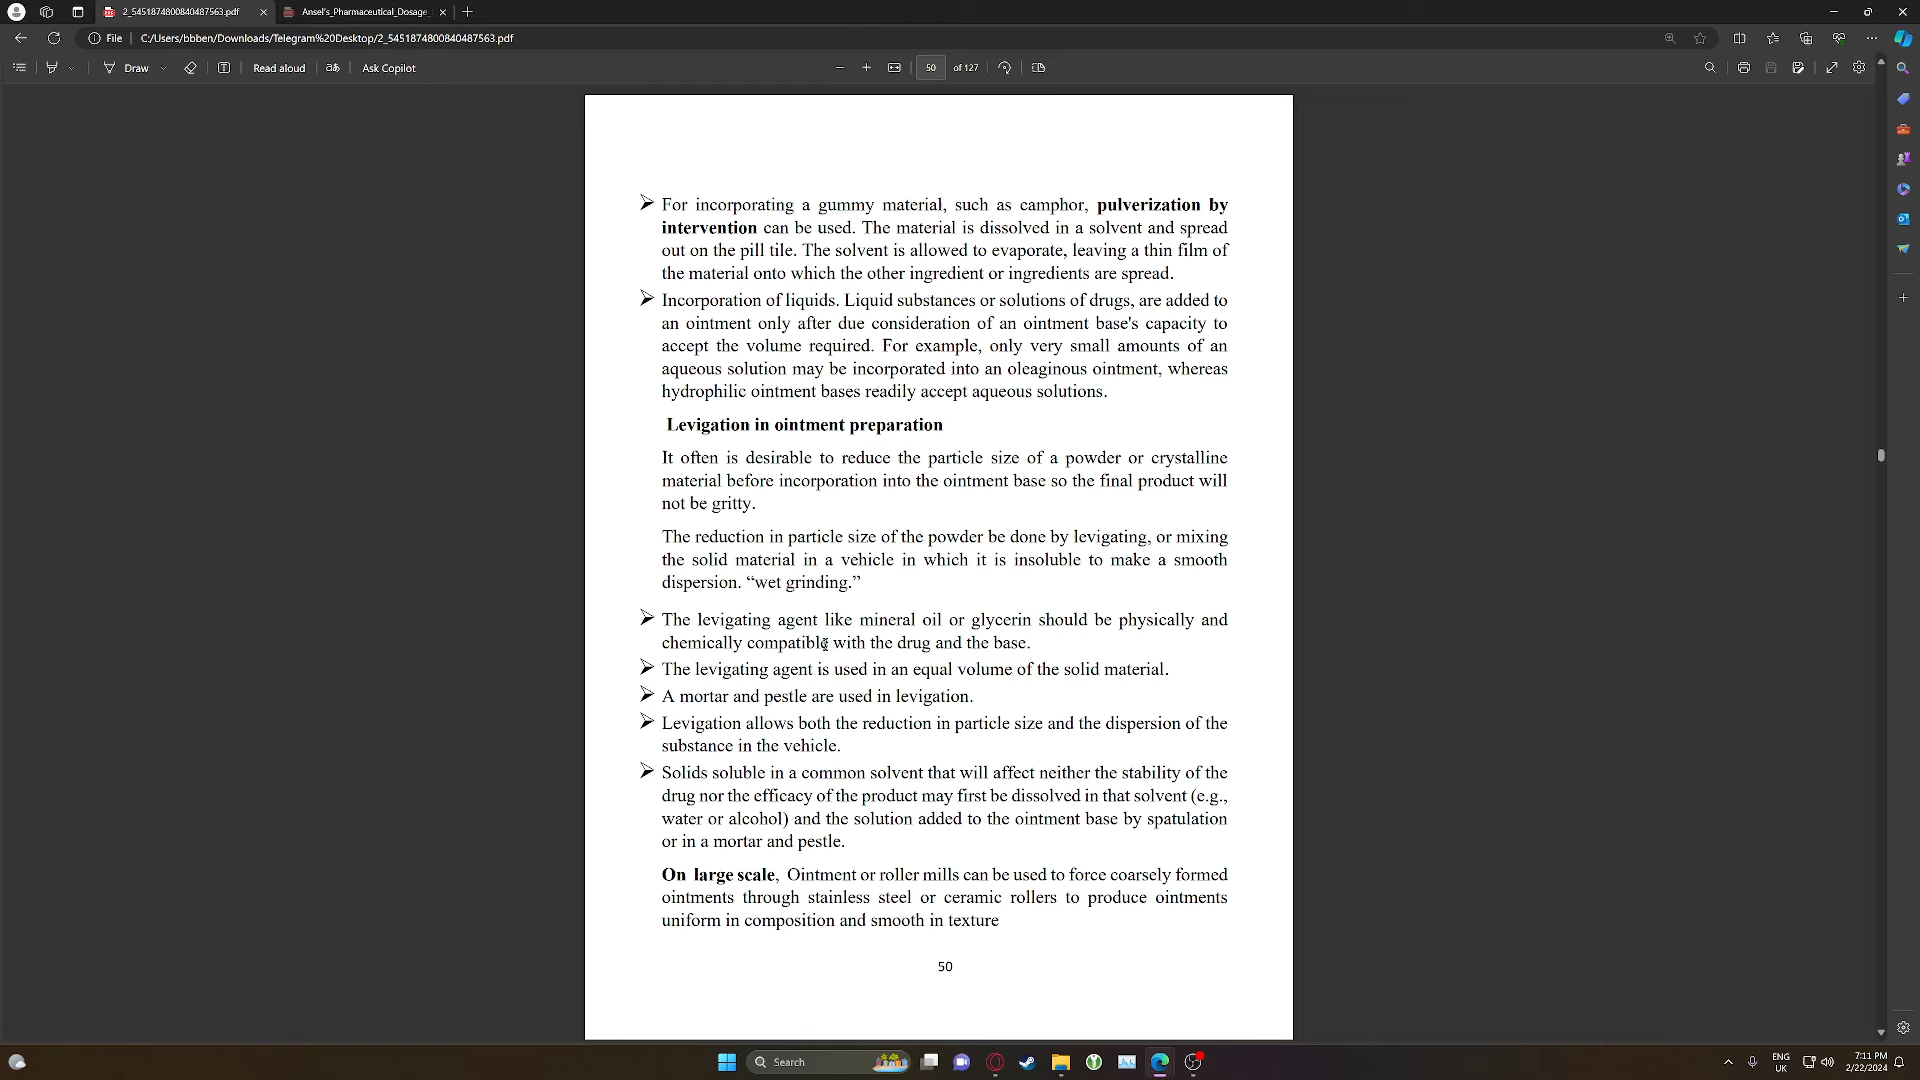 2_5451874800840487563.pdf
Ansel's_Pharmaceutical_Dosage_
File
C:/Users/bbben/Downloads/Telegram%20Desktop/2_5451874800840487563.pdf
Draw
Read aloud
Ask Copilot
50
of 127
➢ For incorporating a gummy material, such as camphor, pulverization by
intervention can be used. The material is dissolved in a solvent and spread
out on the pill tile. The solvent is allowed to evaporate, leaving a thin film of
the material onto which the other ingredient or ingredients are spread.
➢ Incorporation of liquids. Liquid substances or solutions of drugs, are added to
an ointment only after due consideration of an ointment base's capacity to
accept the volume required. For example, only very small amounts of an
aqueous solution may be incorporated into an oleaginous ointment, whereas
hydrophilic ointment bases readily accept aqueous solutions.
Levigation in ointment preparation
It often is desirable to reduce the particle size of a powder or crystalline
material before incorporation into the ointment base so the final product will
not be gritty.
The reduction in particle size of the powder be done by levigating, or mixing
the solid material in a vehicle in which it is insoluble to make a smooth
dispersion. “wet grinding.”
➢ The levigating agent like mineral oil or glycerin should be physically and
chemically compatible with the drug and the base.
➢ The levigating agent is used in an equal volume of the solid material.
➢ A mortar and pestle are used in levigation.
➢ Levigation allows both the reduction in particle size and the dispersion of the
substance in the vehicle.
➢ Solids soluble in a common solvent that will affect neither the stability of the
drug nor the efficacy of the product may first be dissolved in that solvent (e.g.,
water or alcohol) and the solution added to the ointment base by spatulation
or in a mortar and pestle.
On large scale, Ointment or roller mills can be used to force coarsely formed
ointments through stainless steel or ceramic rollers to produce ointments
uniform in composition and smooth in texture
50
Search
ENG
UK
7:11 PM
2/22/2024